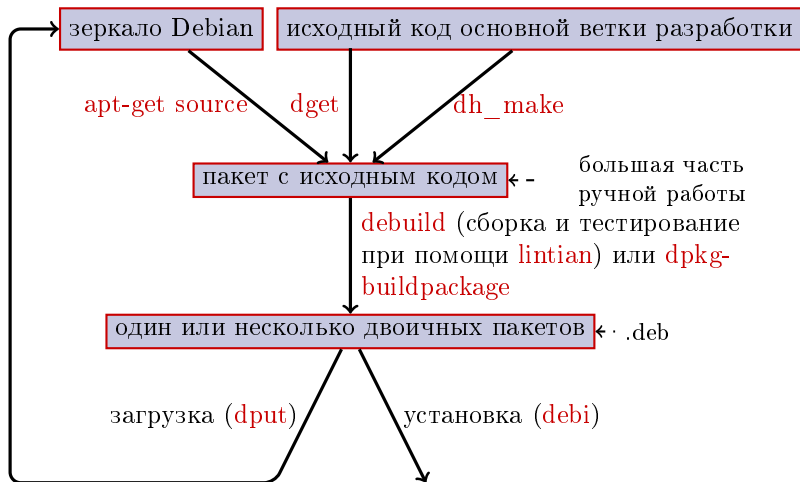 зеркало Debian
исходный код основной ветки разработки
apt-get source
dget
dh_make
пакет с исходным кодом
большая часть
ручной работы
debuild (сборка и тестирование
при помощи lintian) или dpkg-
buildpackage
один или несколько двоичных пакетов
.deb
загрузка (dput)
установка (debi)